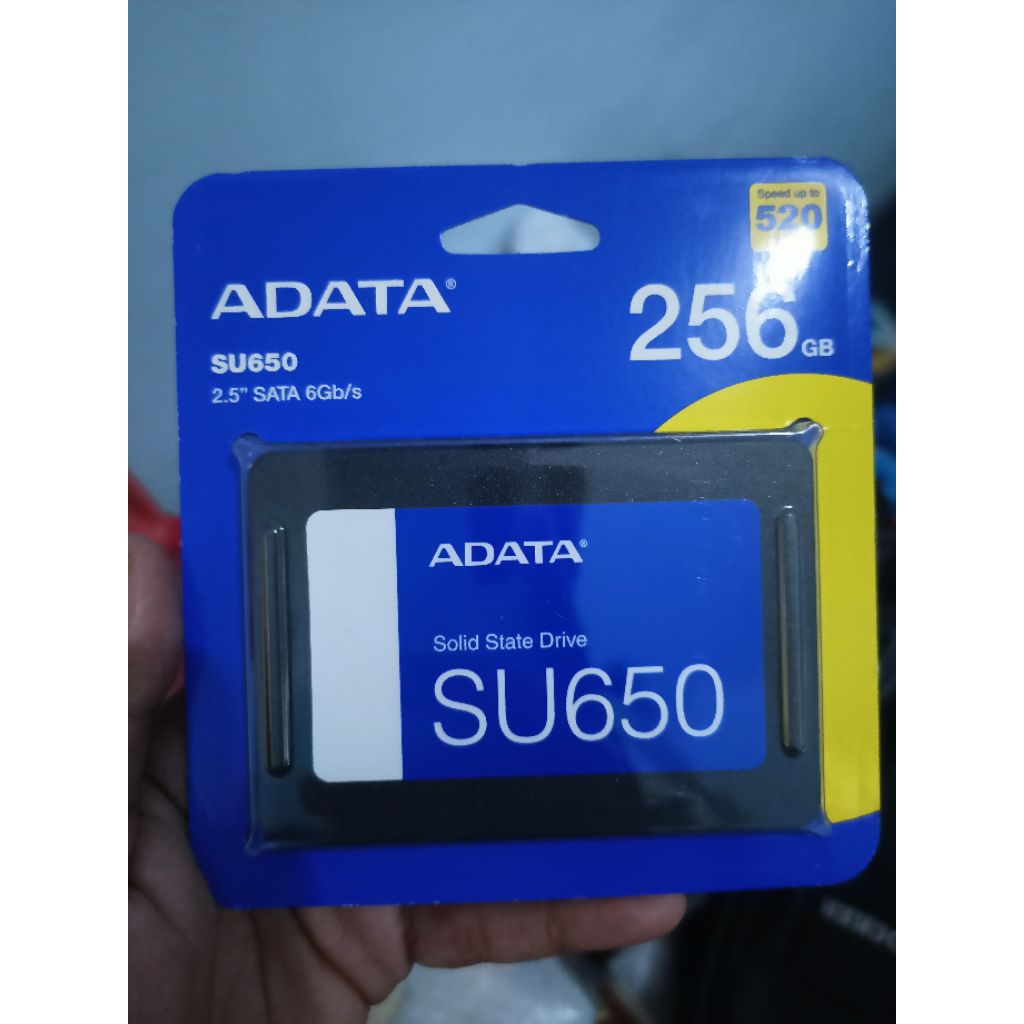 Speed up to
520
ADATA®
256GB
SU650
2.5” SATA 6Gb/s
ADATA®
Solid State Drive
SU650